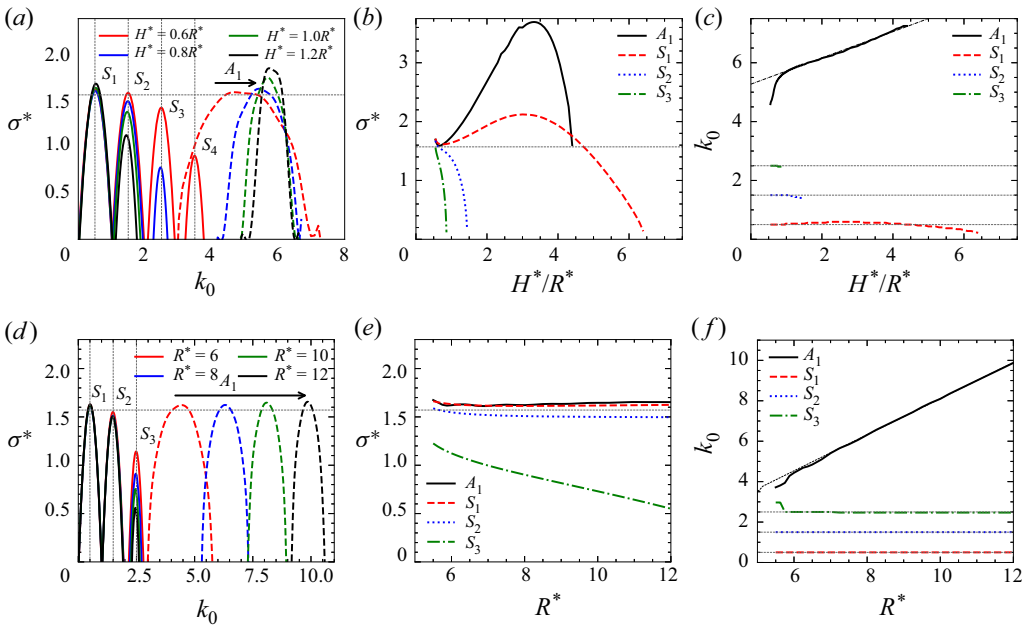 (a)
H* = 0.6R*
H* = 0.8R*
H* = 1.0R*
H* = 1.2R*
2.0
1.5
1.0
0.5
0
σ*
S1
S2
S3
S4
A1
2
4
6
8
k0
(b)
A1
S1
S2
S3
3
2
1
0
σ*
2
4
6
H*/R*
(c)
A1
S1
S2
S3
6
4
2
0
k0
2
4
6
H*/R*
(d)
R* = 6
R* = 8
R* = 10
R* = 12
2.0
1.5
1.0
0.5
0
σ*
S1
S2
S3
A1
2.5
5.0
7.5
10.0
k0
(e)
2.0
1.5
1.0
0.5
0
σ*
A1
S1
S2
S3
6
8
10
12
R*
(f)
A1
S1
S2
S3
10
8
6
4
2
0
k0
6
8
10
12
R*